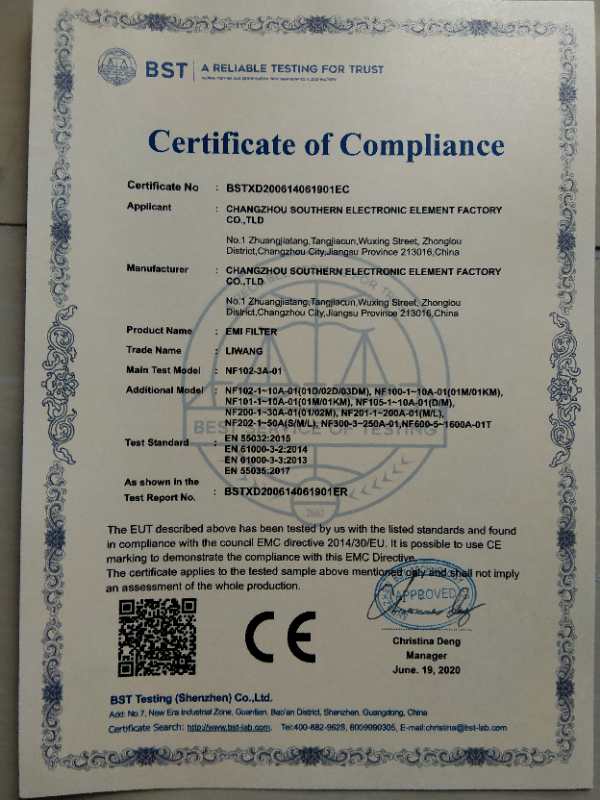 BST
A RELIABLE TESTING FOR TRUST
Certificate of Compliance
Certificate No : BSTXD200614061901EC
Applicant : CHANGZHOU SOUTHERN ELECTRONIC ELEMENT FACTORY
CO.,TLD
No.1 Zhuangjiatang,Tangjiacun,Wuxing Street, Zhonglou
District,Changzhou City,Jiangsu Province 213016,China
Manufacturer : CHANGZHOU SOUTHERN ELECTRONIC ELEMENT FACTORY
CO.,TLD
No.1 Zhuangjiatang,Tangjiacun,Wuxing Street, Zhonglou
District,Changzhou City,Jiangsu Province 213016,China
Product Name : EMI FILTER
Trade Name : LIWANG
Main Test Model : NF102-3A-01
Additional Model : NF102-1~10A-01(01D/02D/03DM), NF100-1~10A-01(01M/01KM),
NF101-1~10A-01(01M/01KM), NF105-1~10A-01(D/M),
NF200-1~30A-01(01/02M), NF201-1~200A-01(M/L),
NF202-1~50A(S/M/L), NF300-3~250A-01,NF600-5~1600A-01T
BEST SERVICE OF TESTING
Test Standard : EN 55032:2015
EN 61000-3-2:2014
EN 61000-3-3:2013
EN 55035:2017
As shown in the
Test Report No. : BSTXD200614061901ER
The EUT described above has been tested by us with the listed standards and found
in compliance with the council EMC directive 2014/30/EU. It is possible to use CE
marking to demonstrate the compliance with this EMC Directive.
The certificate applies to the tested sample above mentioned only and shall not imply
an assessment of the whole production.
APPROVED
CE
Christina Deng
Manager
June. 19, 2020
BST Testing (Shenzhen) Co.,Ltd.
Add: No.7, New Era Industrial Zone, Guantian, Bao'an District, Shenzhen, Guangdong, China
Certificate Search: http://www.bst-lab.com. Tel:400-882-9628, 8009990305, E-mail:christina@bst-lab.com